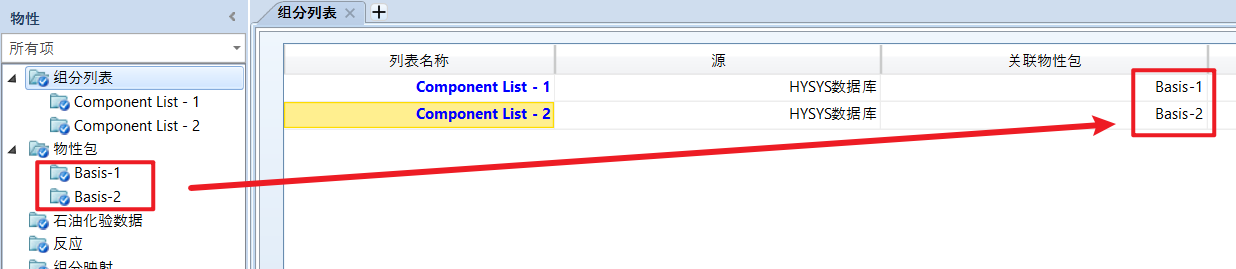 物性
所有项
组分列表
Component List - 1
Component List - 2
物性包
Basis-1
Basis-2
石油化验数据
反应
组分映射
组分列表
列表名称 源 关联物性包
Component List - 1 HYSYS数据库 Basis-1
Component List - 2 HYSYS数据库 Basis-2